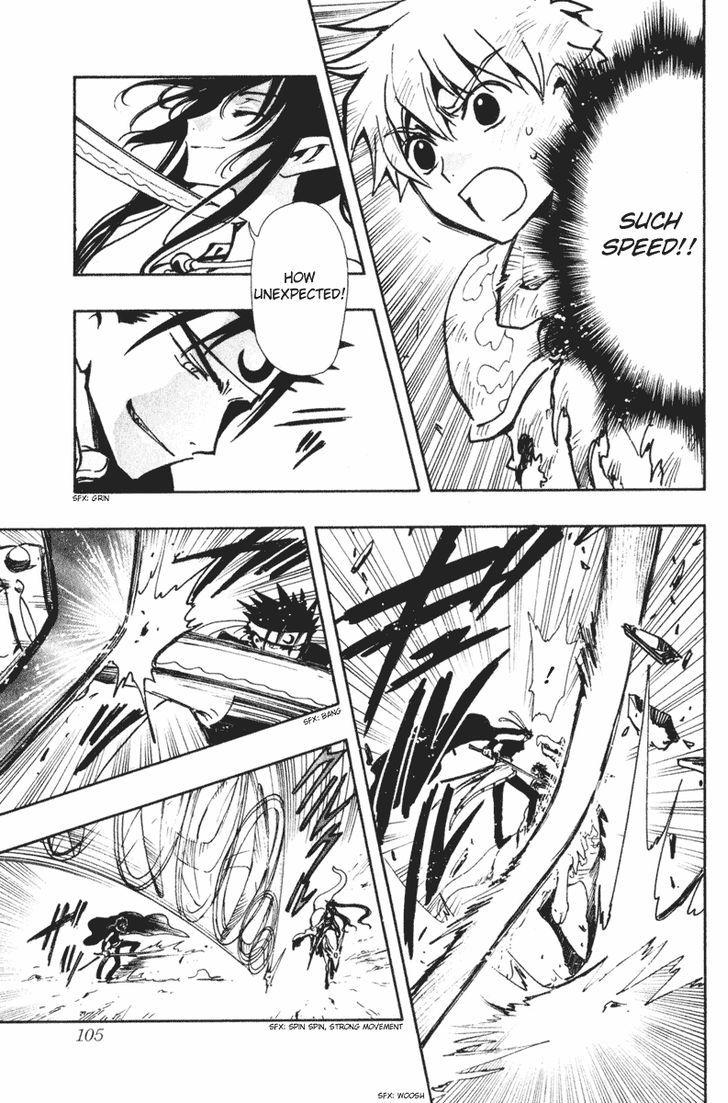 SUCH
SPEED!!
HOW
UNEXPECTED!
SFX: GRIN
!
SFX: BANG
SFX: SPIN SPIN, STRONG MOVEMENT
105
SFX: WOOSH